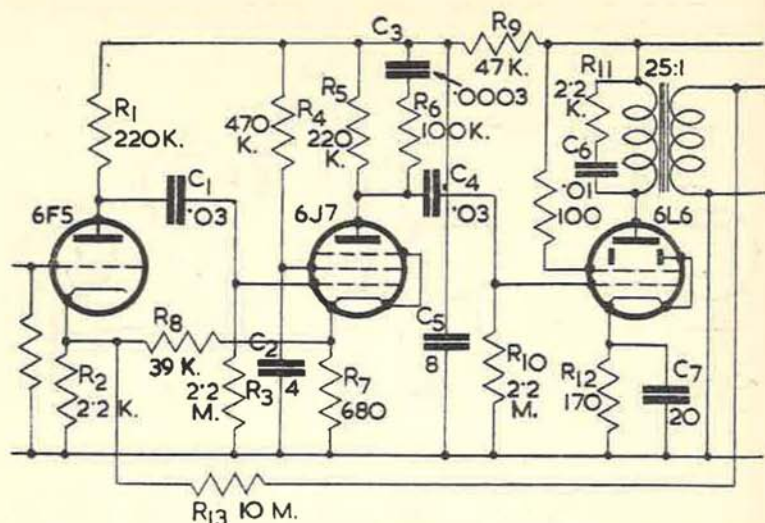 C3
R9
47 K.
R11
2·2
K.
25:1
R1
220K.
470
K.
R4
R5
220
K.
·0003
R6
100K.
C6
·01
100
C1
·03
C4
·03
6F5
6J7
6L6
R8
39 K.
C2
4
C5
8
R2
2·2 K.
2·2
M.
R3
R7
680
R10
2·2
M.
R12
170
C7
20
R13 10 M.